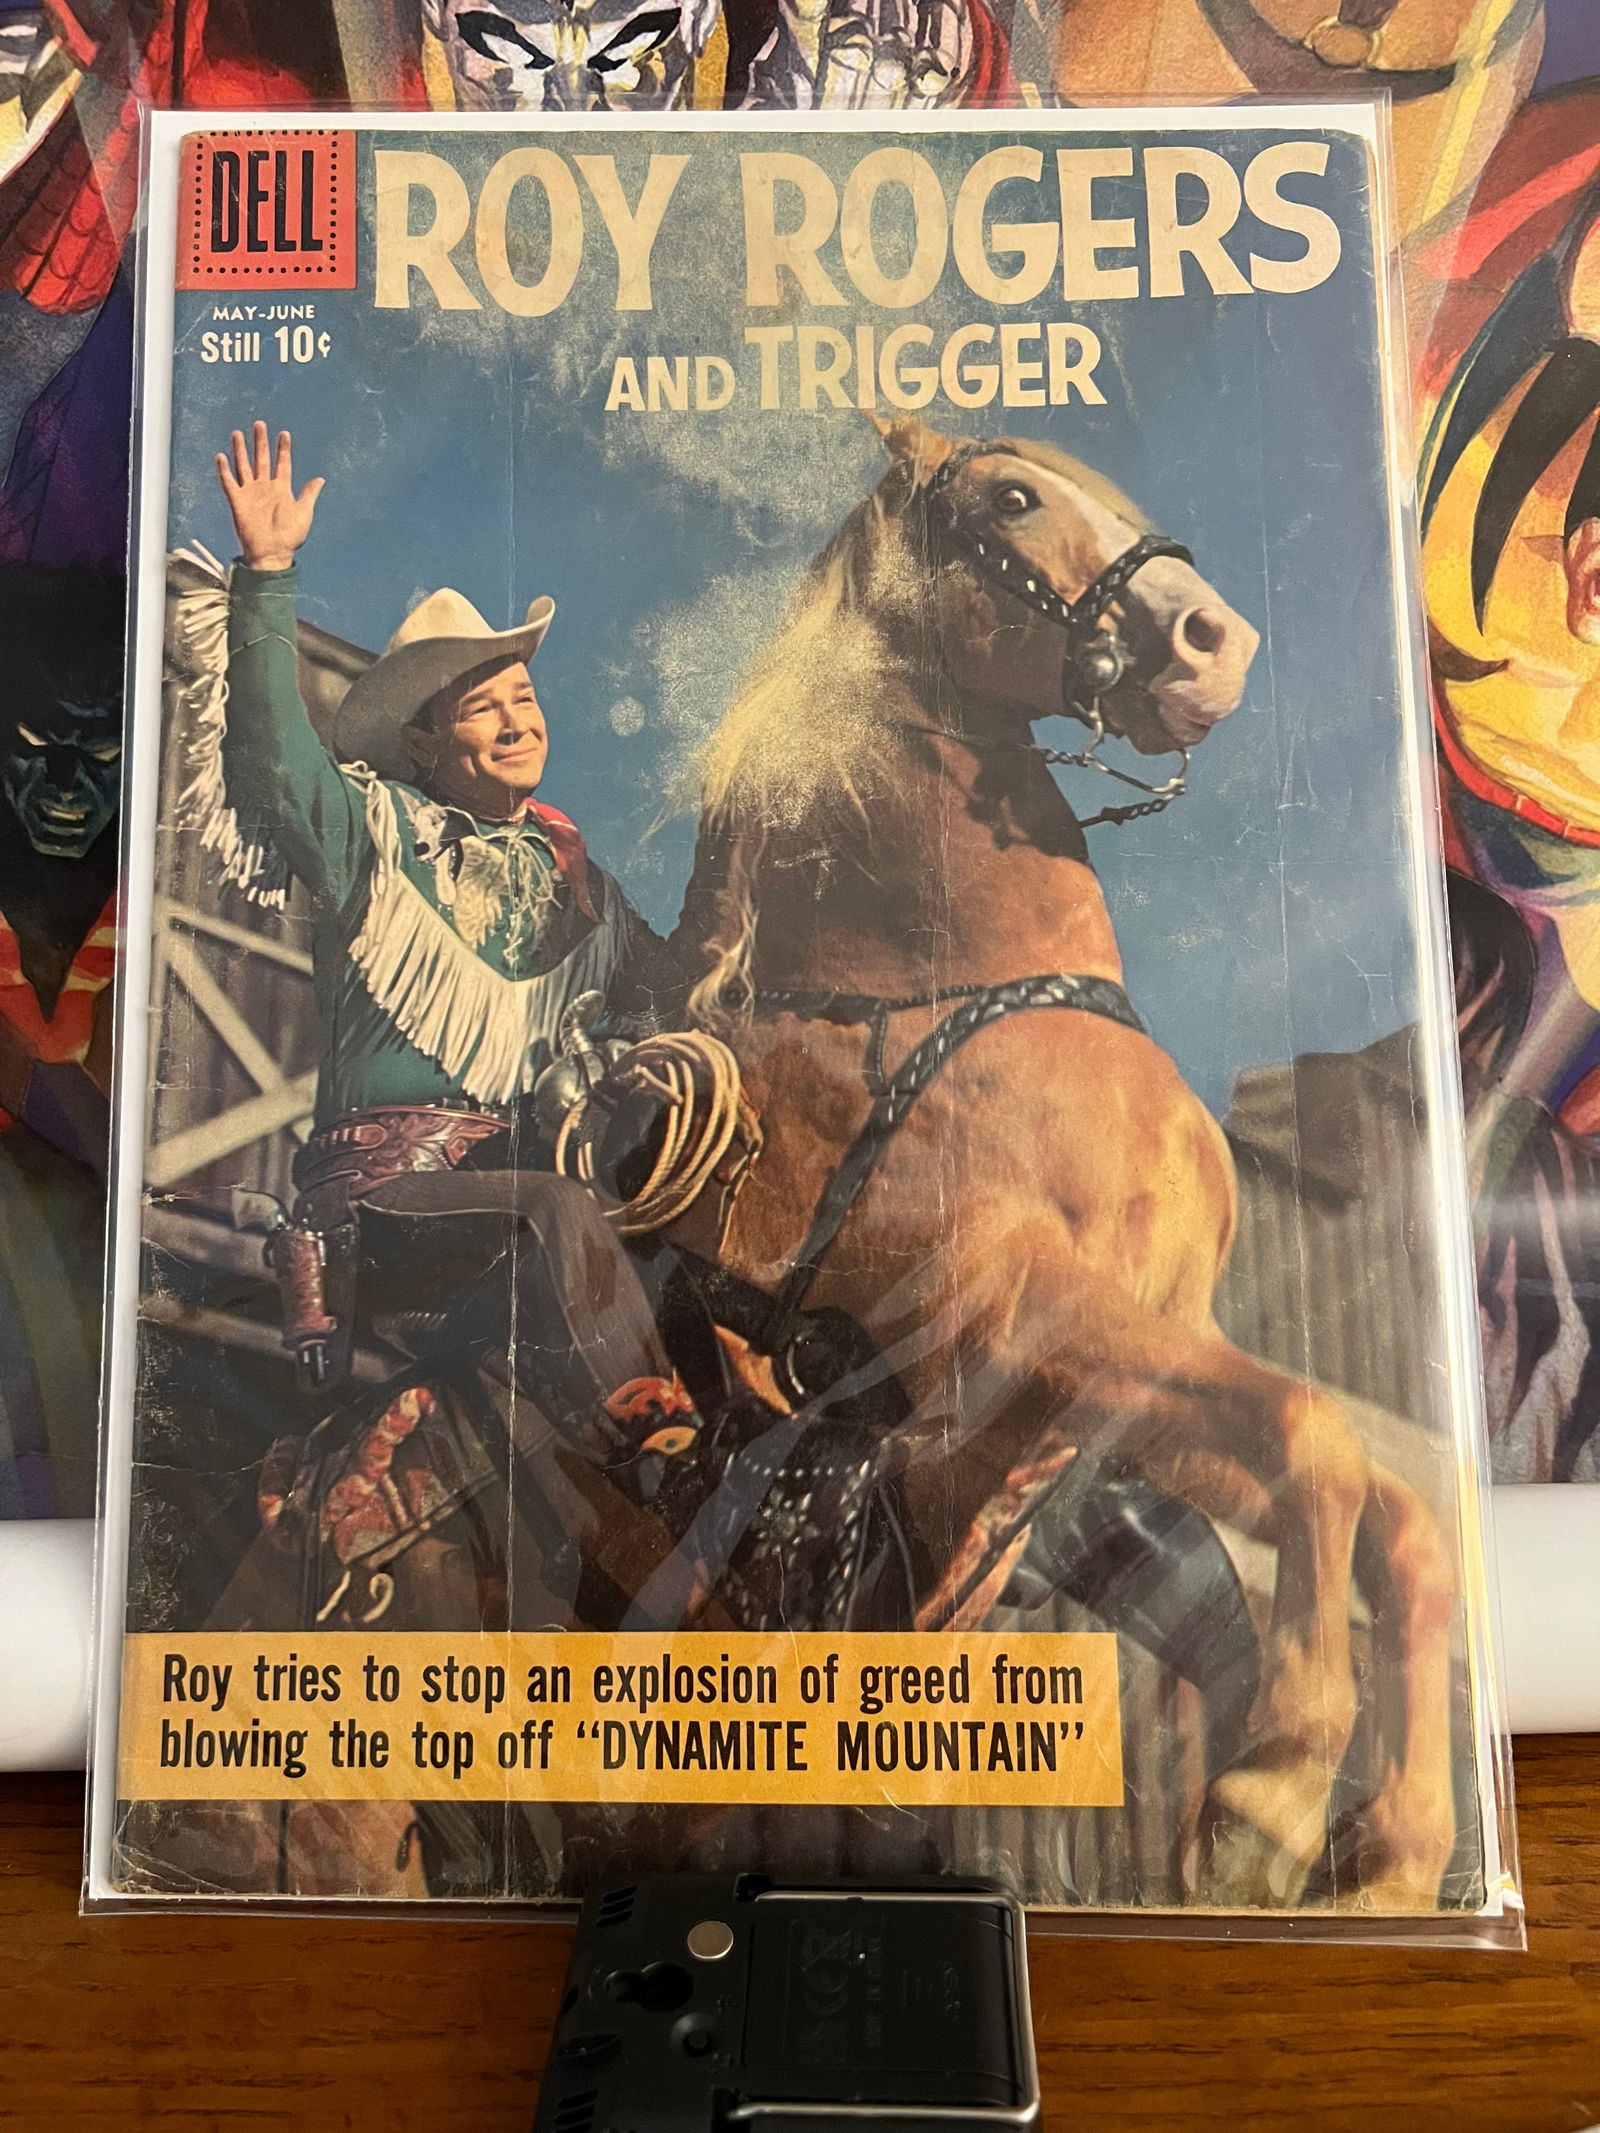 DELL
ROY ROGERS
AND TRIGGER
MAY-JUNE
Still 10¢
Roy tries to stop an explosion of greed from
blowing the top off “DYNAMITE MOUNTAIN”